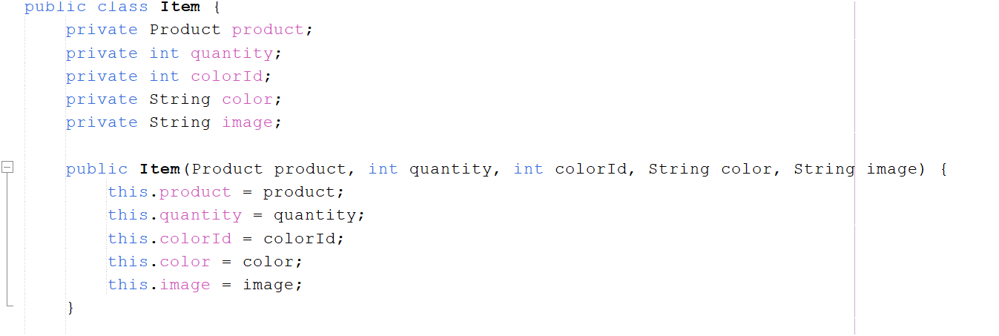 public class Item {
private Product product;
private int quantity;
private int colorId;
private String color;
private String image;
public Item(Product product, int quantity, int colorId, String color, String image) {
this.product = product;
this.quantity = quantity;
this.colorId = colorId;
this.color = color;
this.image = image;
}